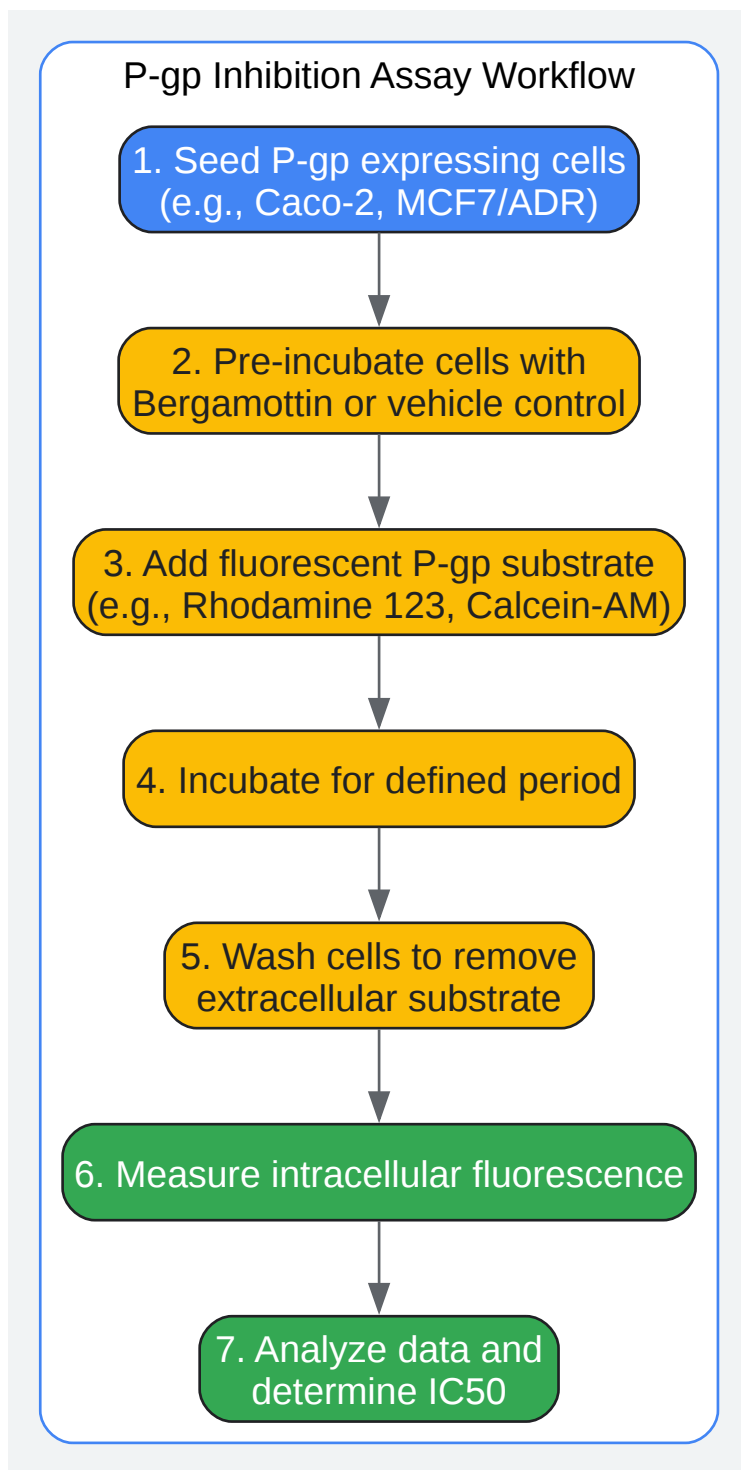 P-gp Inhibition Assay Workflow
1. Seed P-gp expressing cells
(e.g., Caco-2, MCF7/ADR)
2. Pre-incubate cells with
Bergamottin or vehicle control
3. Add fluorescent P-gp substrate
(e.g., Rhodamine 123, Calcein-AM)
4. Incubate for defined period
5. Wash cells to remove
extracellular substrate
6. Measure intracellular fluorescence
7. Analyze data and
determine IC50